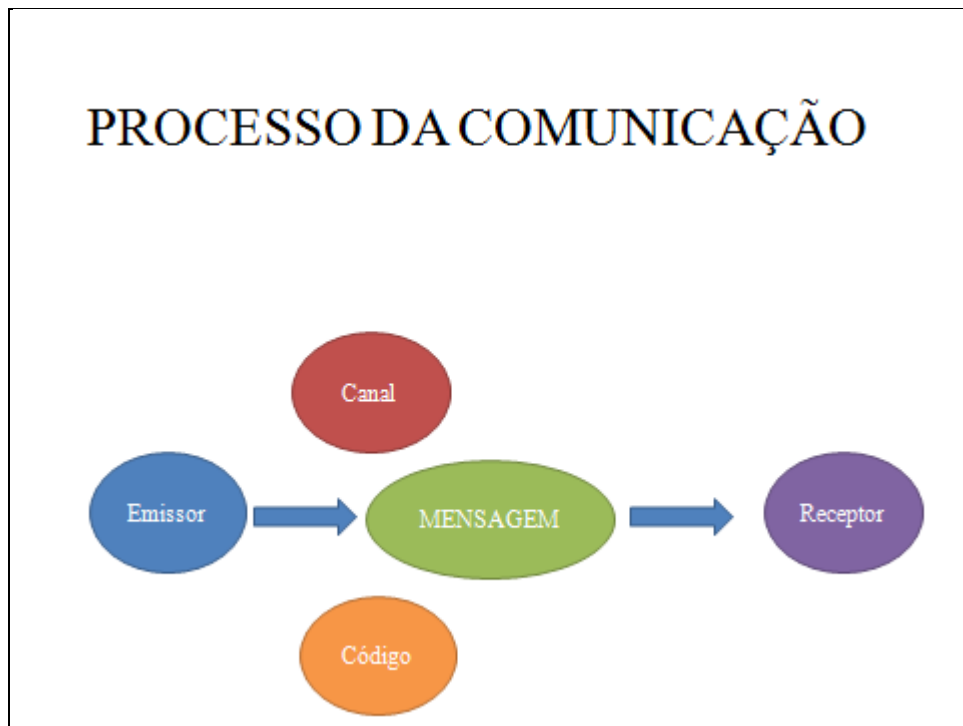 PROCESSO DA COMUNICAÇÃO
Canal
Emissor
MENSAGEM
Receptor
Código